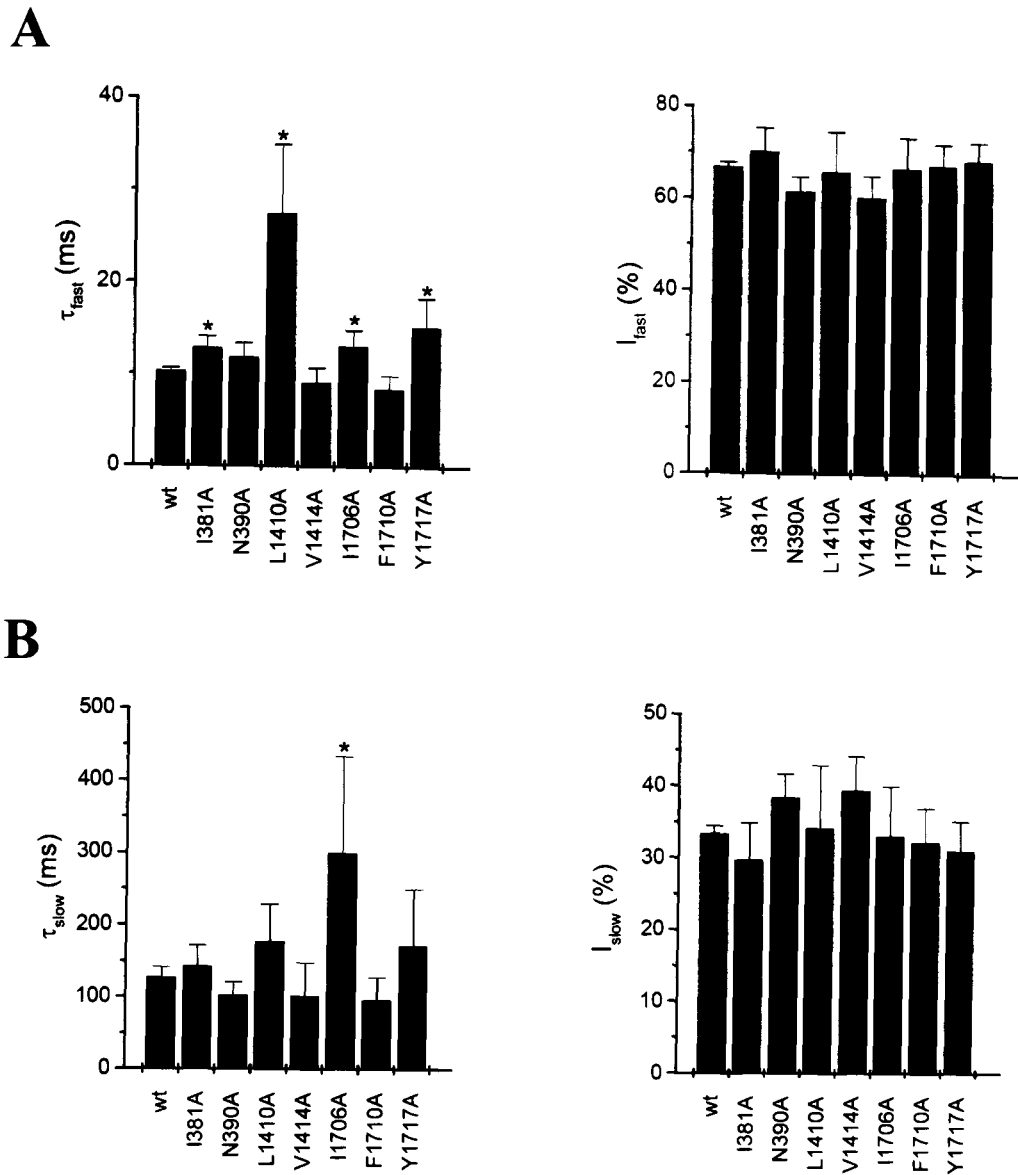 A
40
20
0
τfast (ms)
*
*
*
*
wt
I381A
N390A
L1410A
V1414A
I1706A
F1710A
Y1717A
80
60
40
20
0
Ifast (%)
wt
I381A
N390A
L1410A
V1414A
I1706A
F1710A
Y1717A
B
500
400
300
200
100
0
τslow (ms)
*
wt
I381A
N390A
L1410A
V1414A
I1706A
F1710A
Y1717A
50
40
30
20
10
0
Islow (%)
wt
I381A
N390A
L1410A
V1414A
I1706A
F1710A
Y1717A